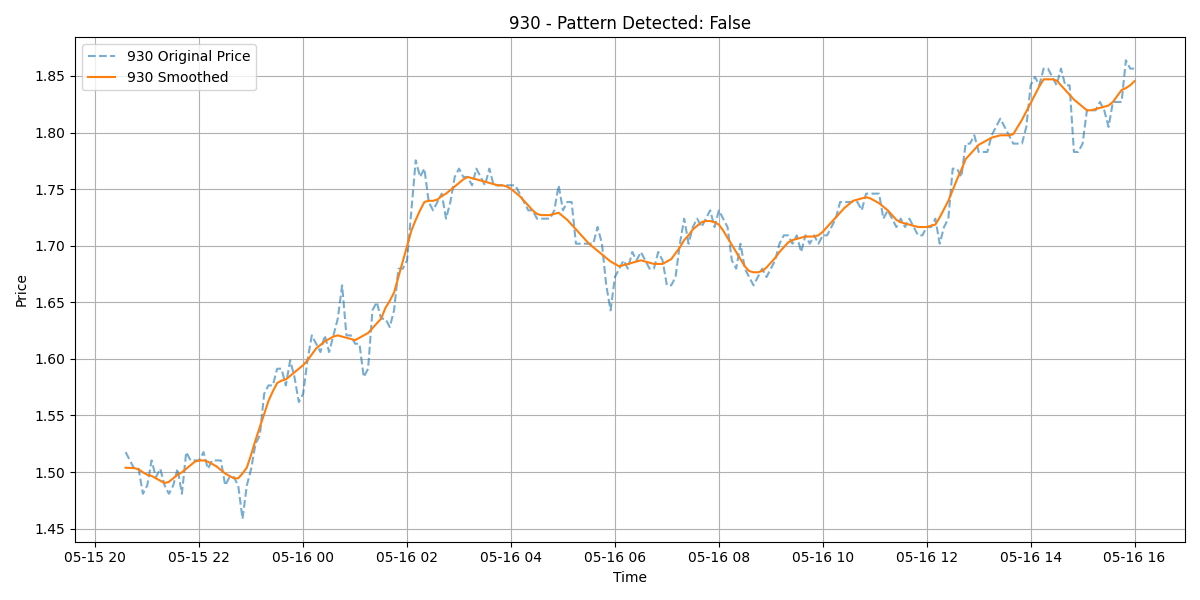 930 - Pattern Detected: False
930 Original Price
930 Smoothed
Price
1.85
1.80
1.75
1.70
1.65
1.60
1.55
1.50
1.45
05-15 20 05-15 22 05-16 00 05-16 02 05-16 04 05-16 06 05-16 08 05-16 10 05-16 12 05-16 14 05-16 16
Time